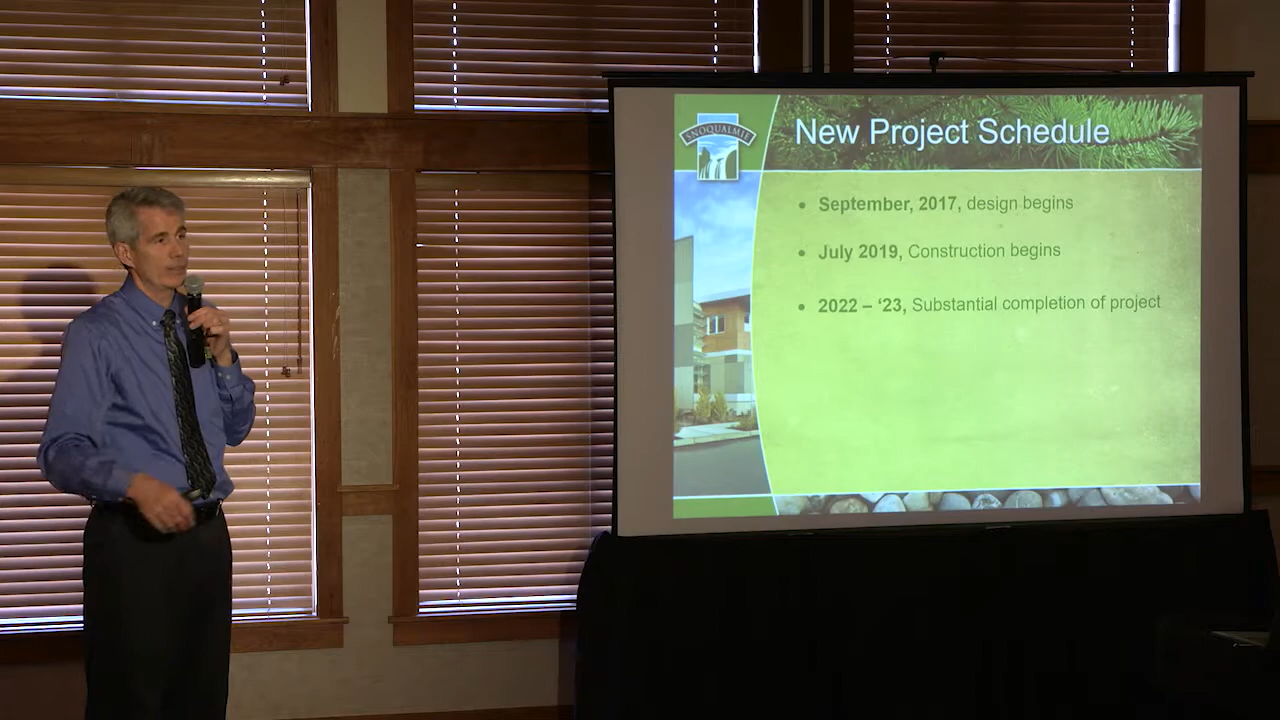 SNOQUALMIE
New Project Schedule
• September, 2017, design begins
• July 2019, Construction begins
• 2022 – ‘23, Substantial completion of project